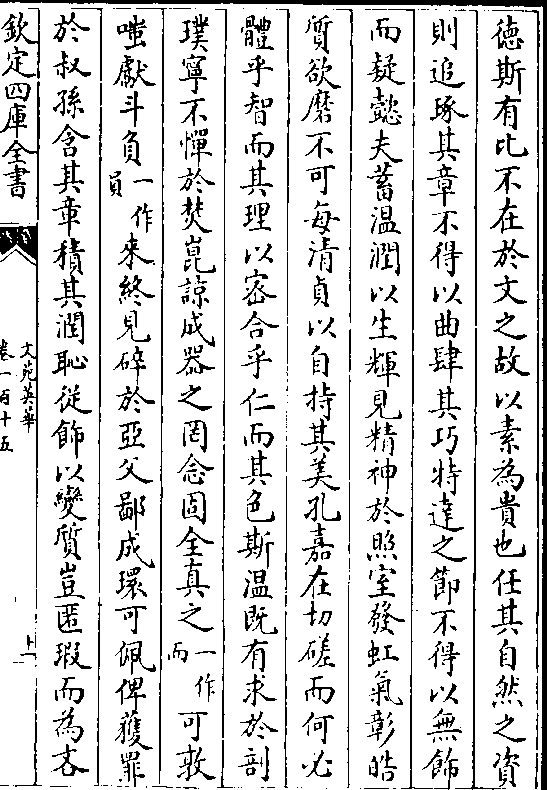 德斯有比不在於文之故以素為貴也任其自然之資
則追琢其章不得以曲肆其巧特達之節不得以無飾
而疑懿夫蓄温潤以生輝見精神於照室發虹氣彰皓
質欲磨不可每清貞以自持其美孔嘉在切磋而何必
體乎智而其理以宻合乎仁而其色斯温既有求於剖
璞寧不憚於焚崑諒成器之罔念固全真之一作而可敦
嗤獻斗負一作員來終見碎於亞父鄙成環可佩俾獲罪
於叔孫含其章積其潤恥從飾以變質豈匿瑕而為吝
欽定四庫全書
文苑英華
卷一百十五